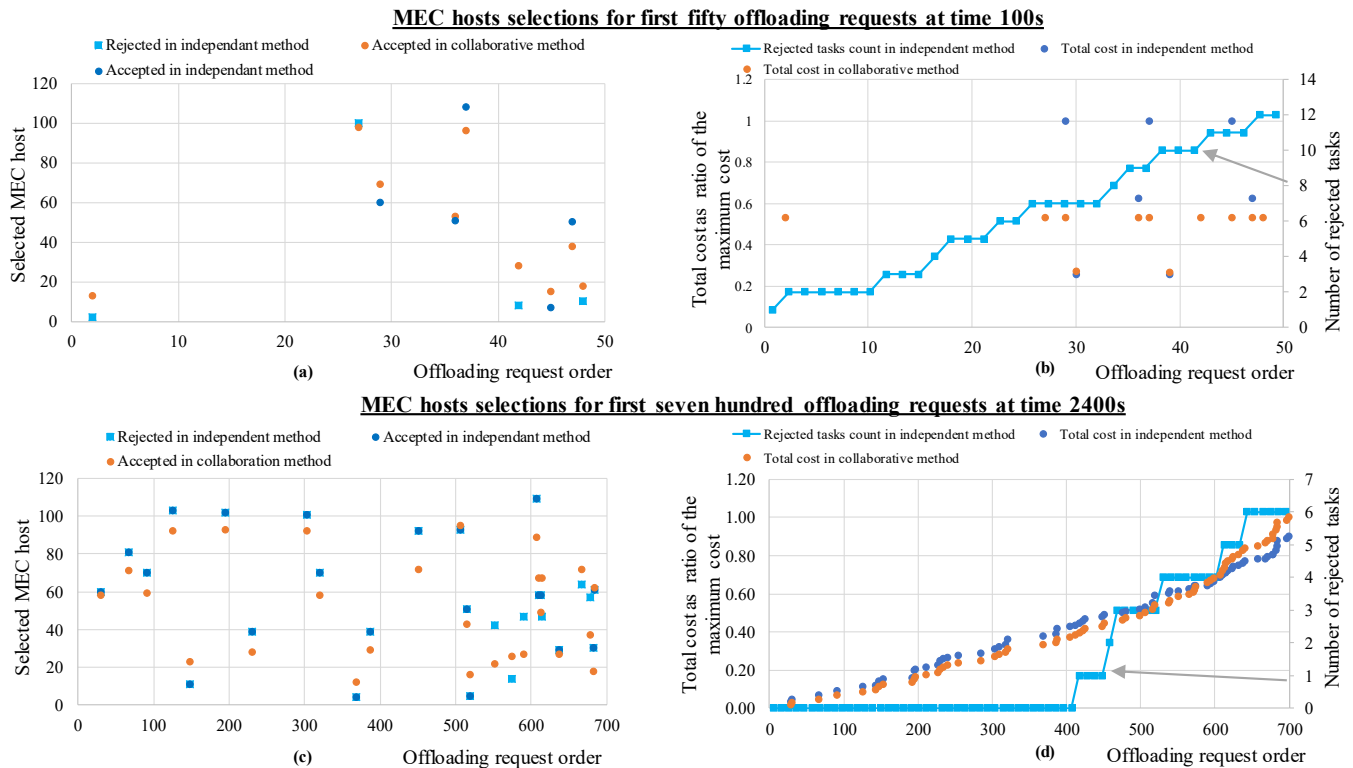 MEC hosts selections for first fifty offloading requests at time 100s
Rejected in independant method
Accepted in collaborative method
Accepted in independant method
Selected MEC host
120
100
80
60
40
20
0
0 10 20 30 40 50
(a)
Offloading request order
Rejected tasks count in independent method
Total cost in independent method
Total cost in collaborative method
Total cost as ratio of the
maximum cost
1.2
1
0.8
0.6
0.4
0.2
0
14
12
10
8
6
4
2
0
Number of rejected tasks
0 10 20 30 40 50
(b)
Offloading request order
MEC hosts selections for first seven hundred offloading requests at time 2400s
Rejected in independent method
Accepted in independant method
Accepted in collaboration method
Selected MEC host
120
100
80
60
40
20
0
0 100 200 300 400 500 600 700
(c)
Offloading request order
Rejected tasks count in independent method
Total cost in independent method
Total cost in collaborative method
Total cost as ratio of the
maximum cost
1.20
1.00
0.80
0.60
0.40
0.20
0.00
7
6
5
4
3
2
1
0
Number of rejected tasks
0 100 200 300 400 500 600 700
(d)
Offloading request order